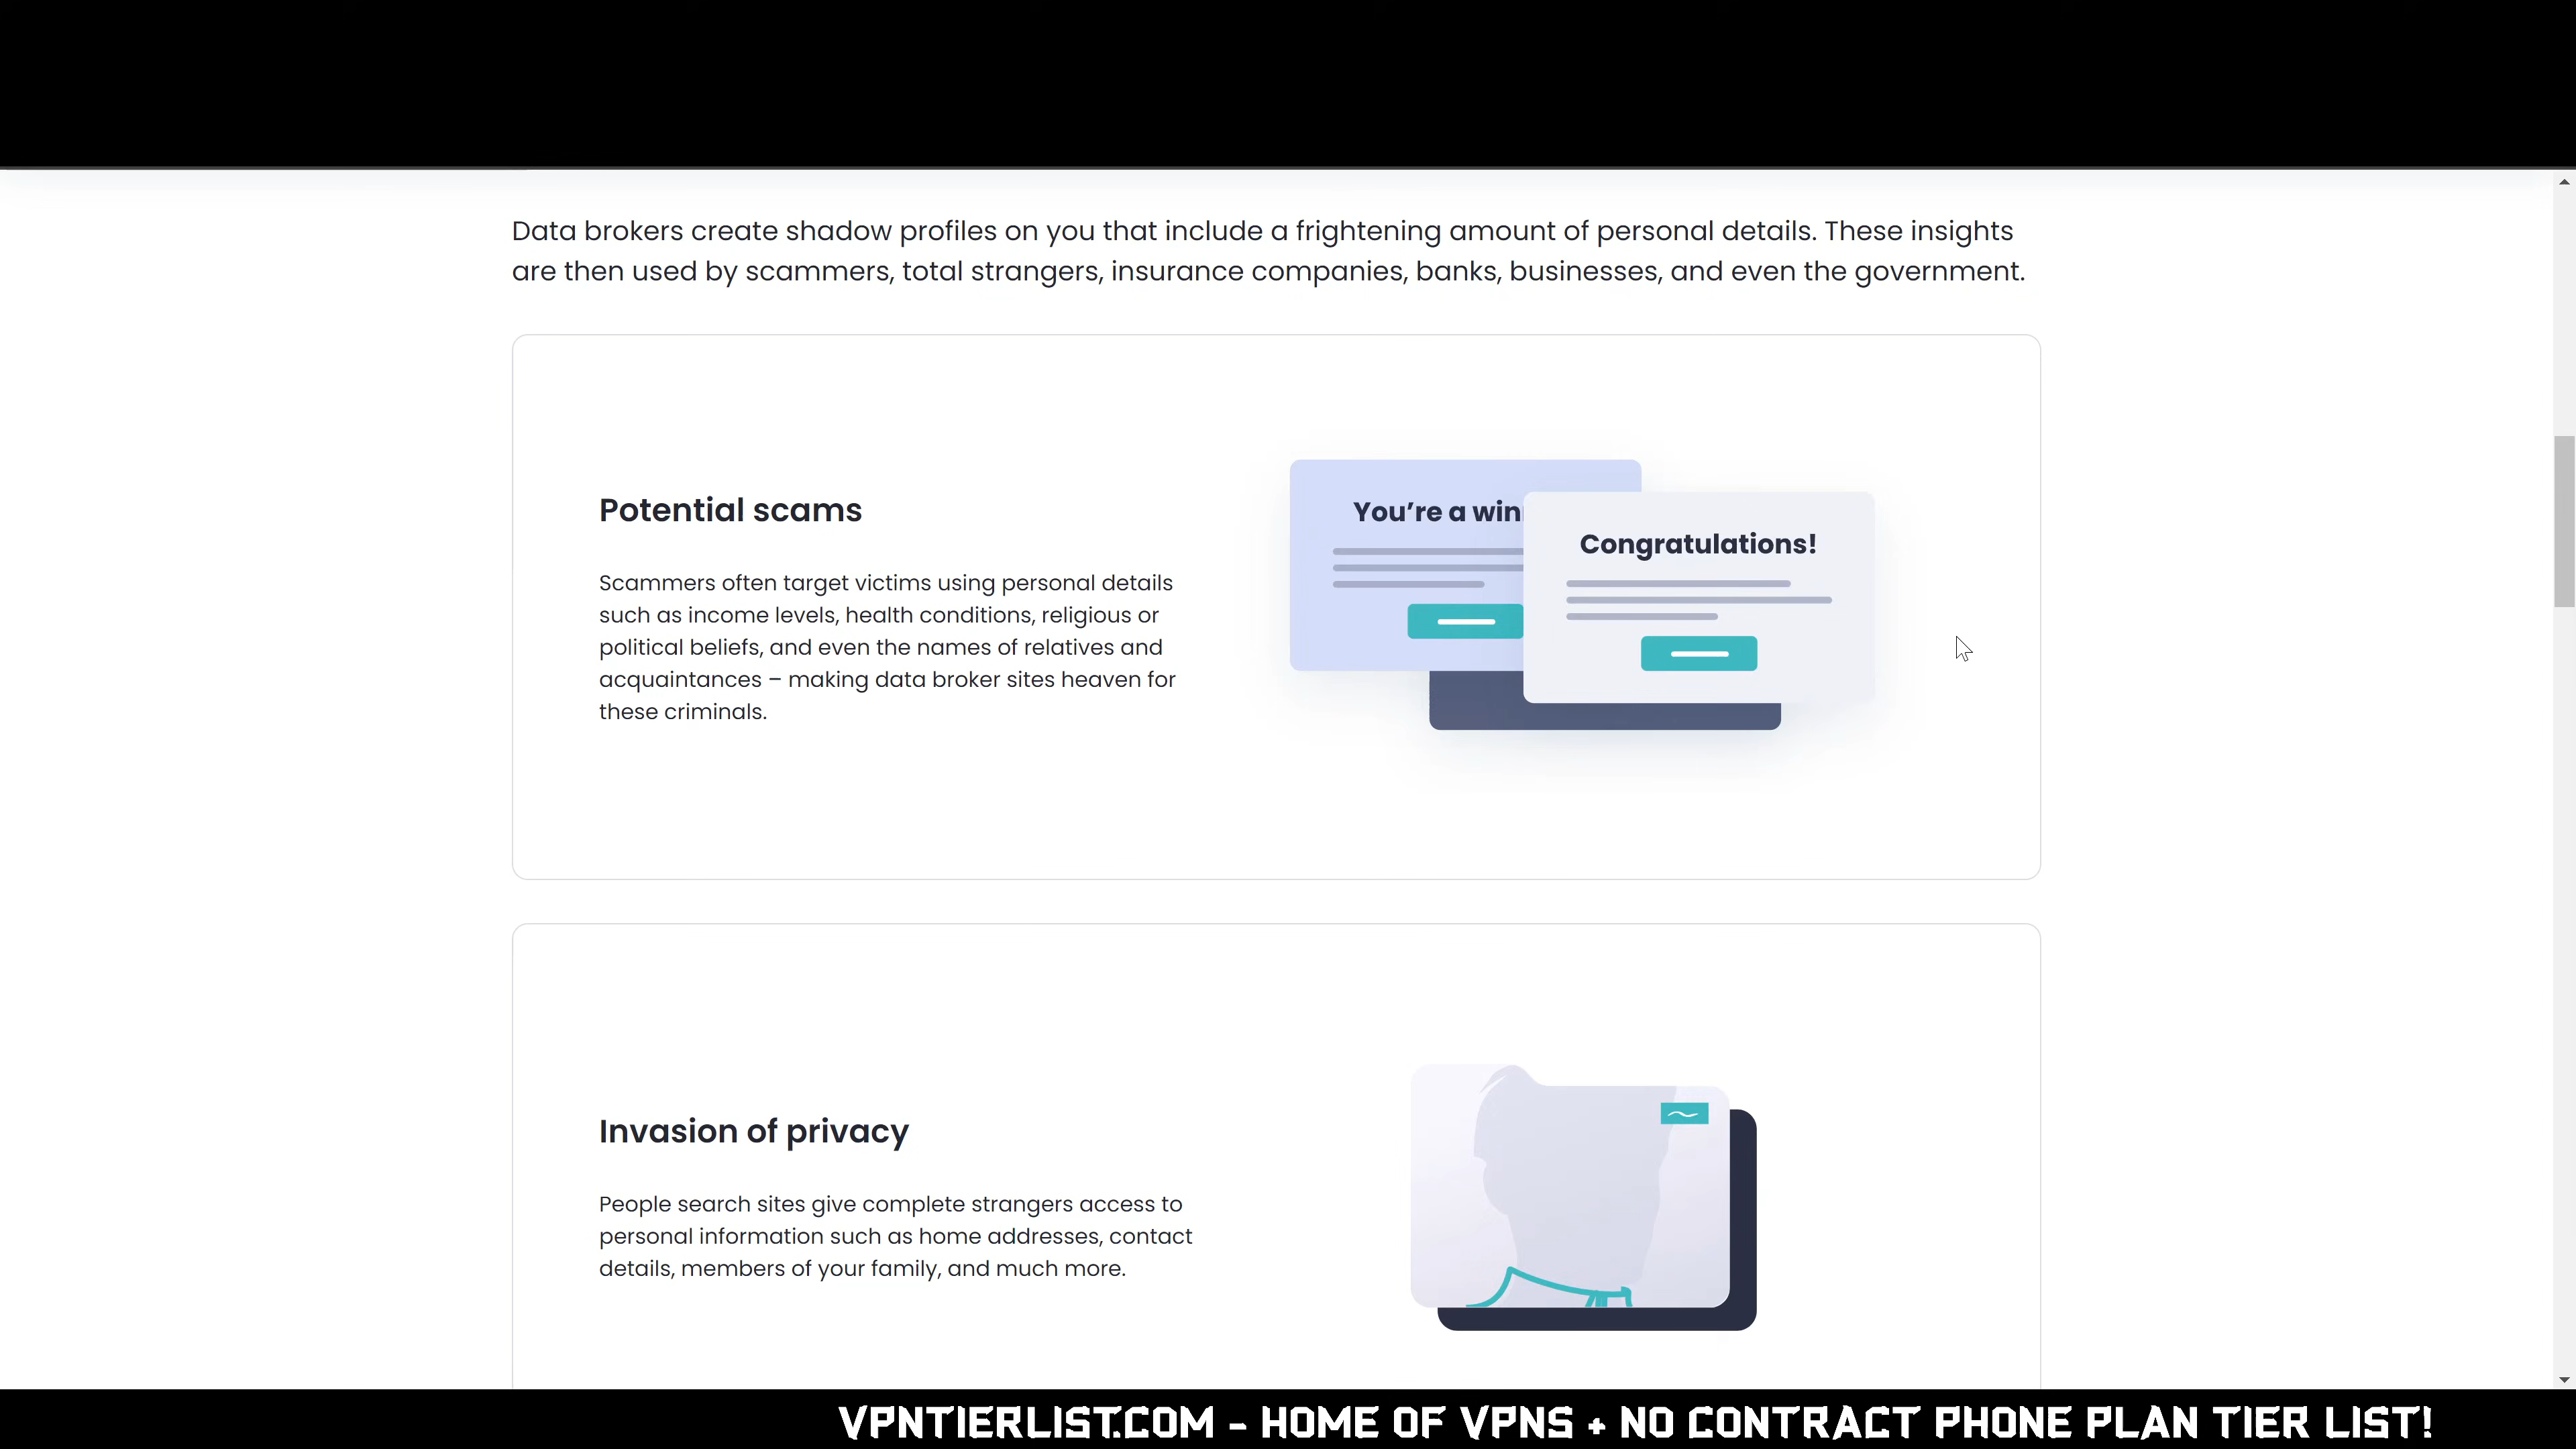 Data brokers create shadow profiles on you that include a frightening amount of personal details. These insights
are then used by scammers, total strangers, insurance companies, banks, businesses, and even the government.
Potential scams
Scammers often target victims using personal details
such as income levels, health conditions, religious or
political beliefs, and even the names of relatives and
acquaintances – making data broker sites heaven for
these criminals.
You’re a win
Congratulations!
Invasion of privacy
People search sites give complete strangers access to
personal information such as home addresses, contact
details, members of your family, and much more.
VPNTIERLIST.COM - HOME OF VPNS + NO CONTRACT PHONE PLAN TIER LIST!